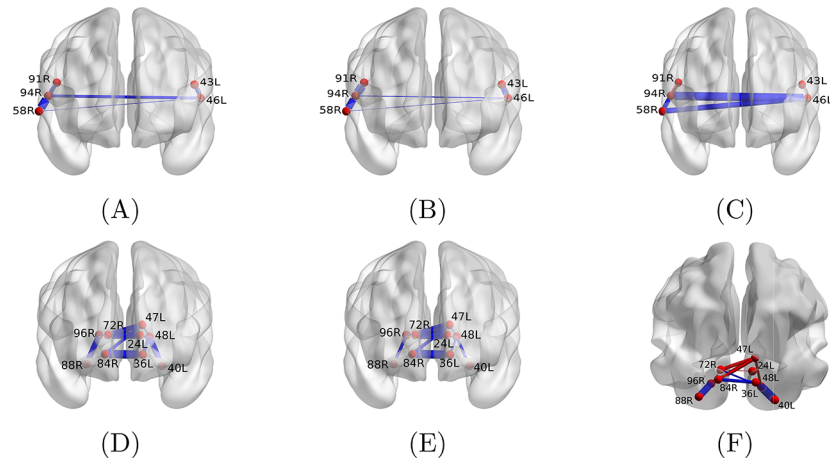 91R
43L
94R
46L
58R
(A)
91R
43L
94R
46L
58R
(B)
91R
43L
94R
46L
58R
(C)
47L
96R 72R 48L
24L
88R 84R 36L 40L
(D)
47L
96R 72R 48L
24L
88R 84R 36L 40L
(E)
47L
72R 24L
96R 84R 48L
36L
88R 40L
(F)